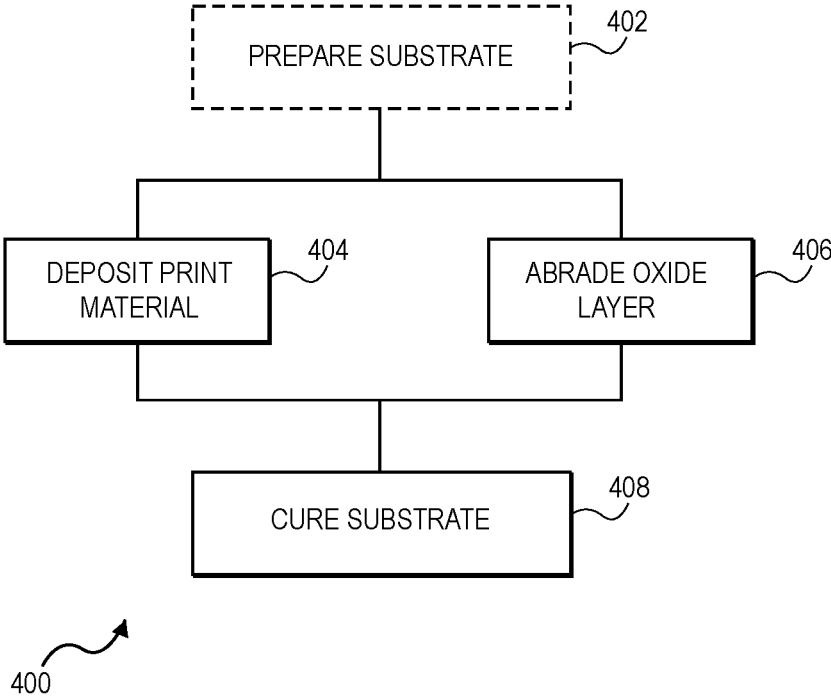 PREPARE SUBSTRATE
402
DEPOSIT PRINT
MATERIAL
404
ABRADE OXIDE
LAYER
406
CURE SUBSTRATE
408
400